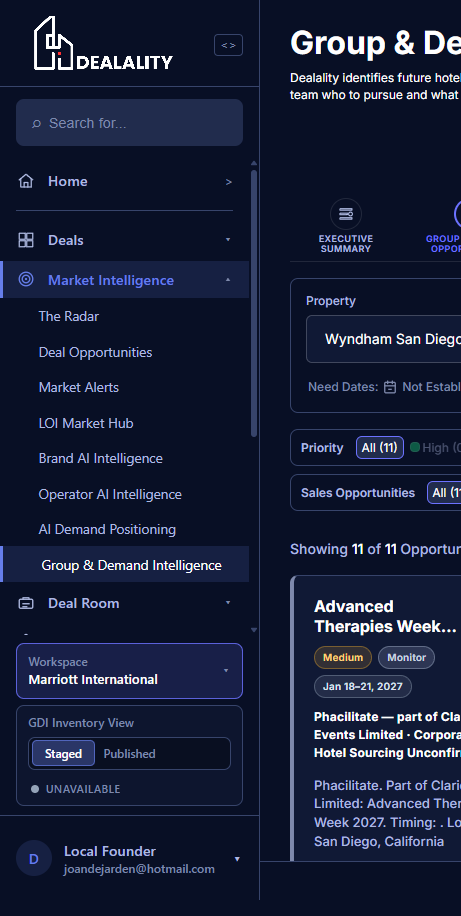 DEALALITY
< >
Search for...
Home
>
Deals
Market Intelligence
The Radar
Deal Opportunities
Market Alerts
LOI Market Hub
Brand AI Intelligence
Operator AI Intelligence
AI Demand Positioning
Group & Demand Intelligence
Deal Room
Workspace
Marriott International
GDI Inventory View
Staged Published
UNAVAILABLE
D
Local Founder
joandejarden@hotmail.com
Group & De
Dealality identifies future hote
team who to pursue and what
EXECUTIVE
SUMMARY
GROUP
OPPOR
Property
Wyndham San Diego
Need Dates: Not Establ
Priority All (11) High (
Sales Opportunities All (11
Showing 11 of 11 Opportun
Advanced
Therapies Week...
Medium Monitor
Jan 18–21, 2027
Phacilitate — part of Cla
Events Limited · Corpora
Hotel Sourcing Unconfir
Phacilitate. Part of Clari
Limited: Advanced Ther
Week 2027. Timing: . Lo
San Diego, California